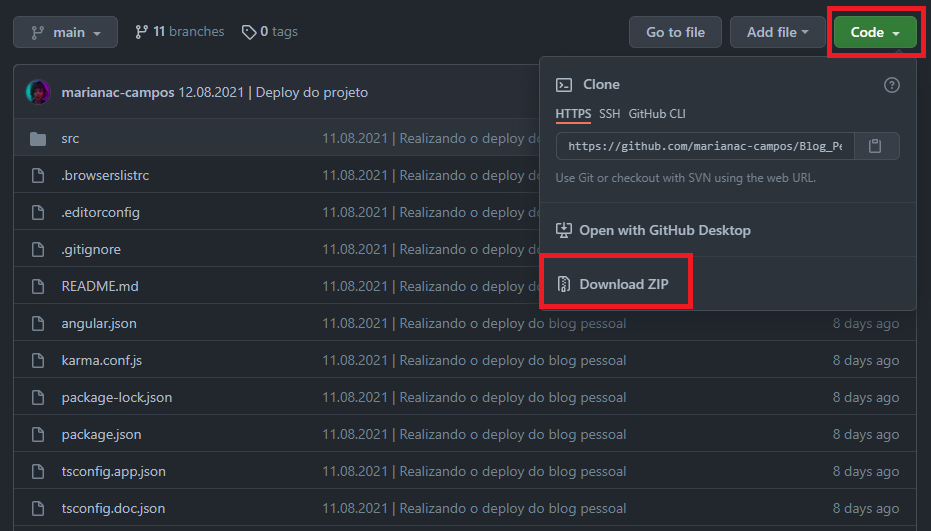 main 11 branches 0 tags Go to file Add file Code
marianac-campos 12.08.2021 | Deploy do projeto
Clone
HTTPS SSH GitHub CLI
https://github.com/marianac-campos/Blog_Pe
Use Git or checkout with SVN using the web URL.
Open with GitHub Desktop
Download ZIP
src 11.08.2021 | Realizando o deploy do
.browserslistrc 11.08.2021 | Realizando o deploy do
.editorconfig 11.08.2021 | Realizando o deploy do
.gitignore 11.08.2021 | Realizando o deploy do
README.md 11.08.2021 | Realizando o deploy do
angular.json 11.08.2021 | Realizando o deploy do blog pessoal 8 days ago
karma.conf.js 11.08.2021 | Realizando o deploy do blog pessoal 8 days ago
package-lock.json 11.08.2021 | Realizando o deploy do blog pessoal 8 days ago
package.json 11.08.2021 | Realizando o deploy do blog pessoal 8 days ago
tsconfig.app.json 11.08.2021 | Realizando o deploy do blog pessoal 8 days ago
tsconfig.doc.json 11.08.2021 | Realizando o deploy do blog pessoal 8 days ago